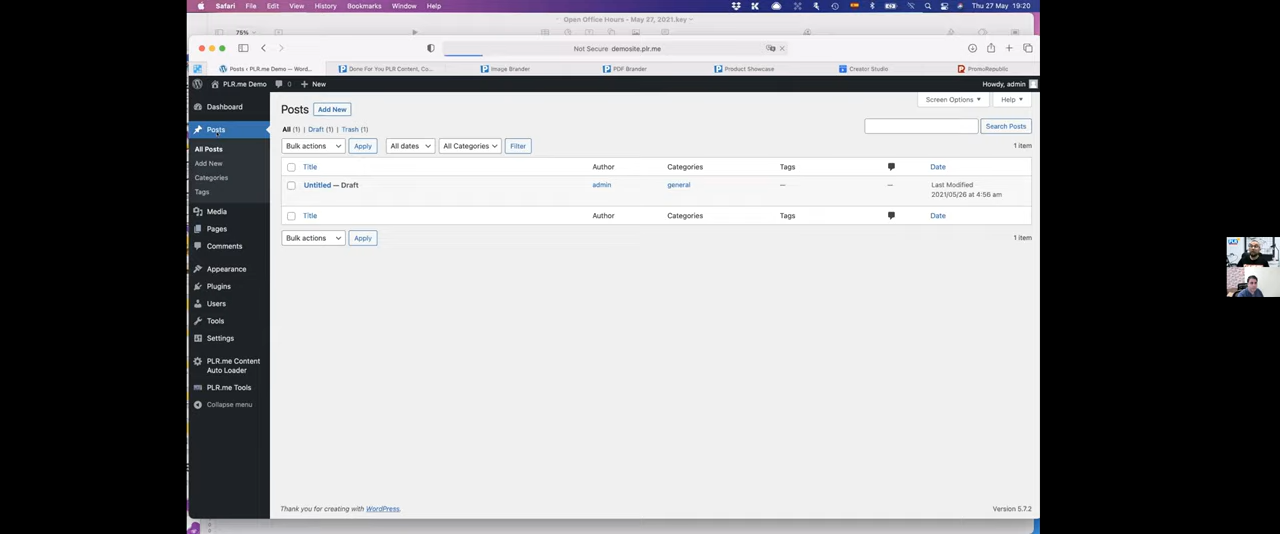 Safari File Edit View History Bookmarks Window Help Thu 27 May 19:20
Open Office Hours - May 27, 2021.key
75%
Not Secure demosite.plr.me
Posts ‹ PLR.me Demo — Word... Done For You PLR Content, Co... Image Brander PDF Brander Product Showcase Creator Studio PromoRepublic
PLR.me Demo 0 New Howdy, admin
Dashboard
Posts
All Posts
Add New
Categories
Tags
Media
Pages
Comments
Appearance
Plugins
Users
Tools
Settings
PLR.me Content
Auto Loader
PLR.me Tools
Collapse menu
Screen Options Help
Posts Add New
All (1) | Draft (1) | Trash (1)
Search Posts
Bulk actions Apply All dates All Categories Filter 1 item
Title Author Categories Tags Date
Untitled — Draft admin general — — Last Modified
2021/05/26 at 4:56 am
Title Author Categories Tags Date
Bulk actions Apply 1 item
Thank you for creating with WordPress. Version 5.7.2